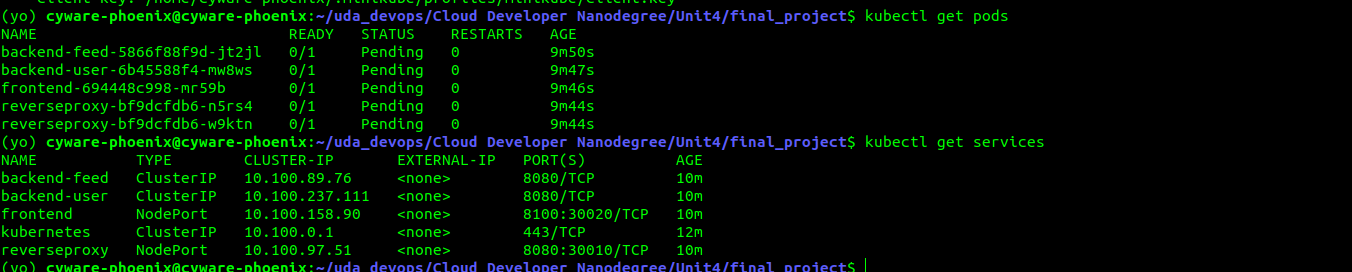 client-key: /home/cyware-phoenix/.minikube/profiles/minikube/client.key
(yo) cyware-phoenix@cyware-phoenix:~/uda_devops/Cloud Developer Nanodegree/Unit4/final_project$ kubectl get pods
NAME READY STATUS RESTARTS AGE
backend-feed-5866f88f9d-jt2jl 0/1 Pending 0 9m50s
backend-user-6b45588f4-mw8ws 0/1 Pending 0 9m47s
frontend-694448c998-mr59b 0/1 Pending 0 9m46s
reverseproxy-bf9dcfdb6-n5rs4 0/1 Pending 0 9m44s
reverseproxy-bf9dcfdb6-w9ktn 0/1 Pending 0 9m44s
(yo) cyware-phoenix@cyware-phoenix:~/uda_devops/Cloud Developer Nanodegree/Unit4/final_project$ kubectl get services
NAME TYPE CLUSTER-IP EXTERNAL-IP PORT(S) AGE
backend-feed ClusterIP 10.100.89.76 <none> 8080/TCP 10m
backend-user ClusterIP 10.100.237.111 <none> 8080/TCP 10m
frontend NodePort 10.100.158.90 <none> 8100:30020/TCP 10m
kubernetes ClusterIP 10.100.0.1 <none> 443/TCP 12m
reverseproxy NodePort 10.100.97.51 <none> 8080:30010/TCP 10m
(yo) cyware-phoenix@cyware-phoenix:~/uda_devops/Cloud Developer Nanodegree/Unit4/final_project$